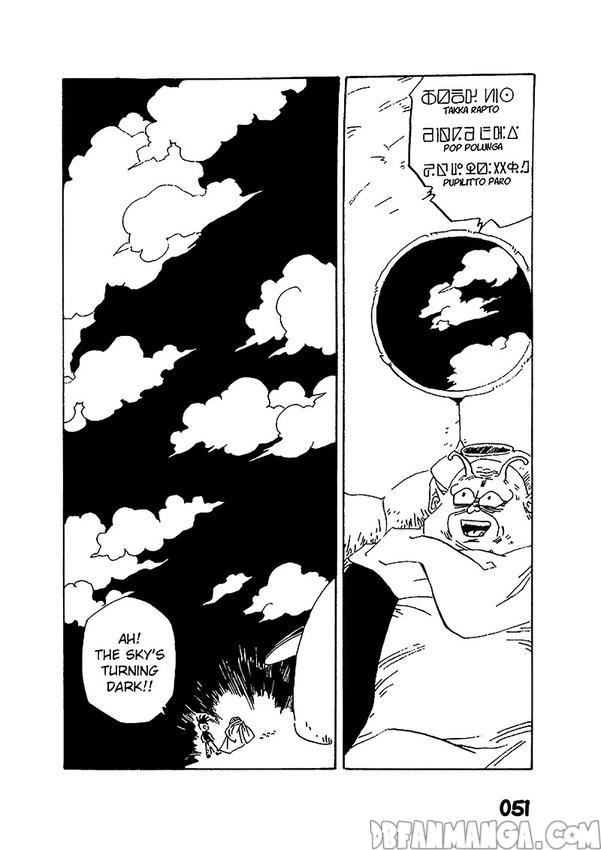 TAKKA RAPTO
POP POLUNGA
PUPILITTO PARO
AH!
THE SKY'S
TURNING
DARK!!
051
DBFANMANGA.COM